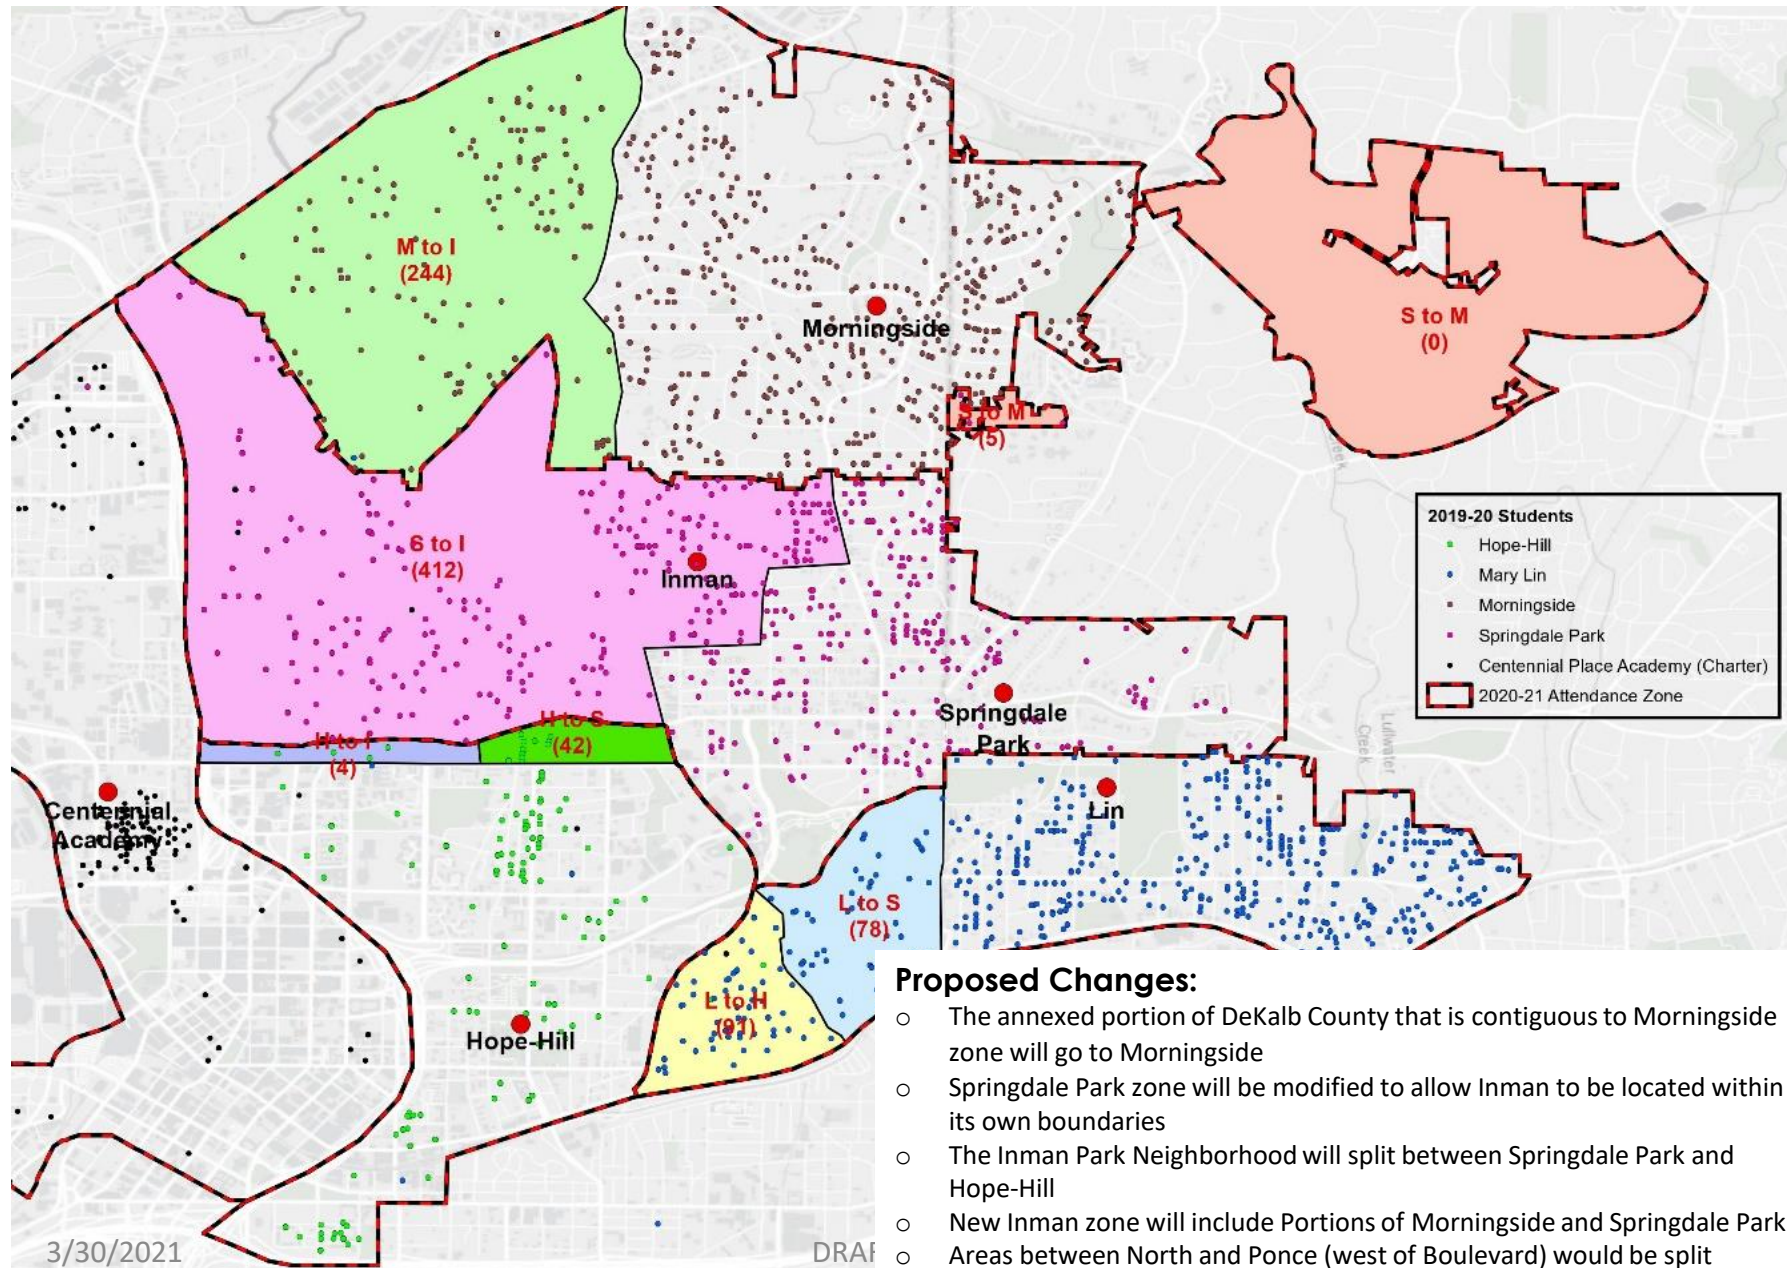 M to I
(244)
Morningside
S to M
(0)
S to M
(5)
S to I
(412)
Inman
2019-20 Students
Hope-Hill
Mary Lin
Morningside
Springdale Park
Centennial Place Academy (Charter)
2020-21 Attendance Zone
Springdale
Park
H to S
(42)
H to I
(4)
Centennial
Academy
Lin
Lullwater
Creek
L to S
(78)
L to H
(91)
Hope-Hill
Proposed Changes:
o The annexed portion of DeKalb County that is contiguous to Morningside
zone will go to Morningside
o Springdale Park zone will be modified to allow Inman to be located within
its own boundaries
o The Inman Park Neighborhood will split between Springdale Park and
Hope-Hill
o New Inman zone will include Portions of Morningside and Springdale Park
o Areas between North and Ponce (west of Boulevard) would be split
3/30/2021
DRAF